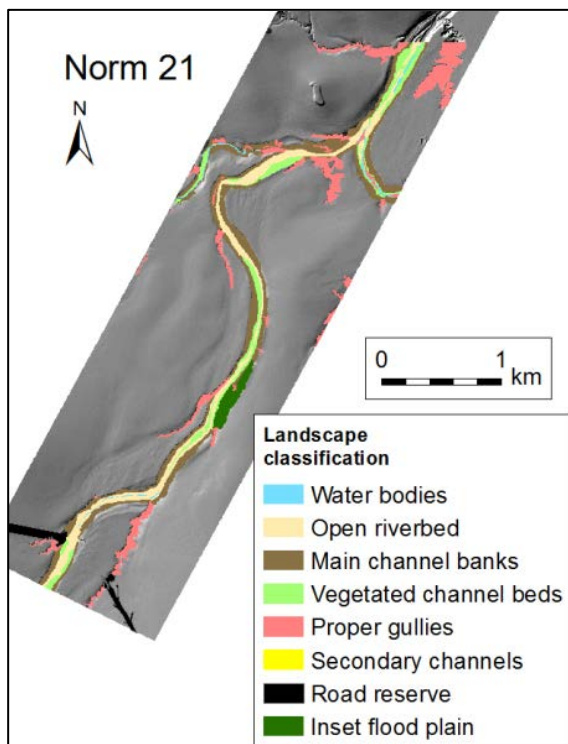 Norm 21
N
0 1
km
Landscape
classification
Water bodies
Open riverbed
Main channel banks
Vegetated channel beds
Proper gullies
Secondary channels
Road reserve
Inset flood plain